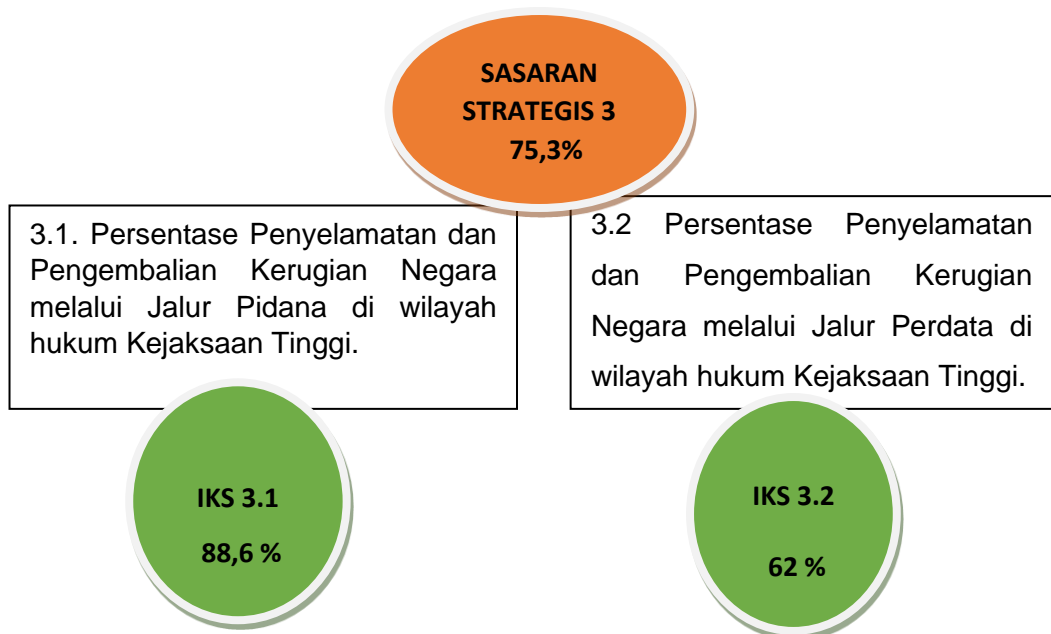 SASARAN
STRATEGIS 3
75,3%
3.1. Persentase Penyelamatan dan
Pengembalian Kerugian Negara
melalui Jalur Pidana di wilayah
hukum Kejaksaan Tinggi.
3.2 Persentase Penyelamatan
dan Pengembalian Kerugian
Negara melalui Jalur Perdata di
wilayah hukum Kejaksaan Tinggi.
IKS 3.1
88,6 %
IKS 3.2
62 %